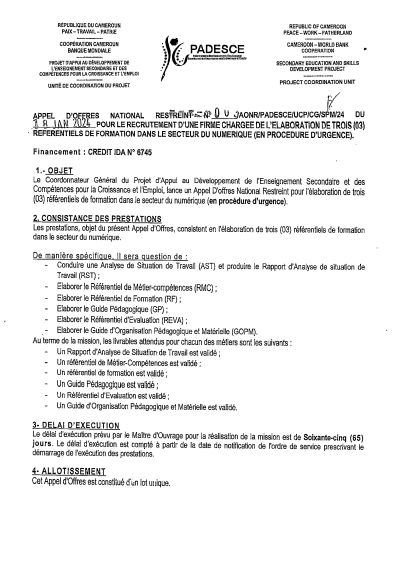 RÉPUBLIQUE DU CAMEROUN
PAIX – TRAVAIL – PATRIE
COOPÉRATION CAMEROUN
BANQUE MONDIALE
PROJET D'APPUI AU DÉVELOPPEMENT DE
L'ENSEIGNEMENT SECONDAIRE ET DES
COMPÉTENCES POUR LA CROISSANCE ET L'EMPLOI
UNITÉ DE COORDINATION DU PROJET
PADESCE
REPUBLIC OF CAMEROON
PEACE – WORK – FATHERLAND
CAMEROON – WORLD BANK
COOPERATION
SECONDARY EDUCATION AND SKILLS
DEVELOPMENT PROJECT
PROJECT COORDINATION UNIT
APPEL D'OFFRES NATIONAL RESTREINT N° /AONR/PADESCE/UCP/CG/SPM/24 DU
18 JAN 2024 POUR LE RECRUTEMENT D'UNE FIRME CHARGEE DE L'ELABORATION DE TROIS (03)
REFERENTIELS DE FORMATION DANS LE SECTEUR DU NUMERIQUE (EN PROCEDURE D'URGENCE).
Financement : CREDIT IDA N° 6745
1.- OBJET
Le Coordonnateur Général du Projet d'Appui au Développement de l'Enseignement Secondaire et des
Compétences pour la Croissance et l'Emploi, lance un Appel D'offres National Restreint pour l'élaboration de trois
(03) référentiels de formation dans le secteur du numérique (en procédure d'urgence).
2. CONSISTANCE DES PRESTATIONS
Les prestations, objet du présent Appel d'Offres, consistent en l'élaboration de trois (03) référentiels de formation
dans le secteur du numérique.
De manière spécifique, Il sera question de :
- Conduire une Analyse de Situation de Travail (AST) et produire le Rapport d'Analyse de situation de
Travail (RST) ;
- Elaborer le Référentiel de Métier-compétences (RMC) ;
- Elaborer le Référentiel de Formation (RF) ;
- Elaborer le Guide Pédagogique (GP) ;
- Elaborer le Référentiel d'Evaluation (REVA) ;
- Elaborer le Guide d'Organisation Pédagogique et Matérielle (GOPM).
Au terme de la mission, les livrables attendus pour chacun des métiers sont les suivants :
- Un Rapport d'Analyse de Situation de Travail est validé ;
- Un référentiel de Métier-Compétences est validé ;
- Un référentiel de formation est validé ;
- Un Guide Pédagogique est validé ;
- Un Référentiel d'Evaluation est validé ;
- Un Guide d'Organisation Pédagogique et Matérielle est validé.
3- DELAI D'EXECUTION
Le délai d'exécution prévu par le Maître d'Ouvrage pour la réalisation de la mission est de Soixante-cinq (65)
jours. Le délai d'exécution est compté à partir de la date de notification de l'ordre de service prescrivant le
démarrage de l'exécution des prestations.
4- ALLOTISSEMENT
Cet Appel d'Offres est constitué d'un lot unique.